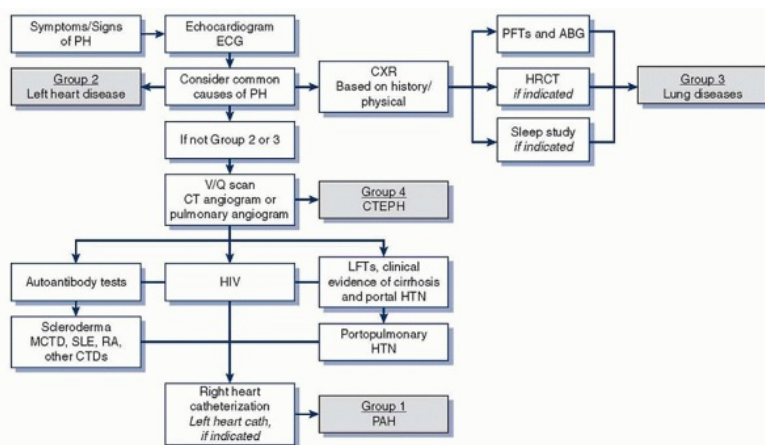 Symptoms/Signs
of PH
Echocardiogram
ECG
Group 2
Left heart disease
Consider common
causes of PH
CXR
Based on history/
physical
PFTs and ABG
HRCT
if indicated
Sleep study
if indicated
Group 3
Lung diseases
If not Group 2 or 3
V/Q scan
CT angiogram or
pulmonary angiogram
Group 4
CTEPH
Autoantibody tests
HIV
LFTs, clinical
evidence of cirrhosis
and portal HTN
Scleroderma
MCTD, SLE, RA,
other CTDs
Portopulmonary
HTN
Right heart
catheterization
Left heart cath,
if indicated
Group 1
PAH